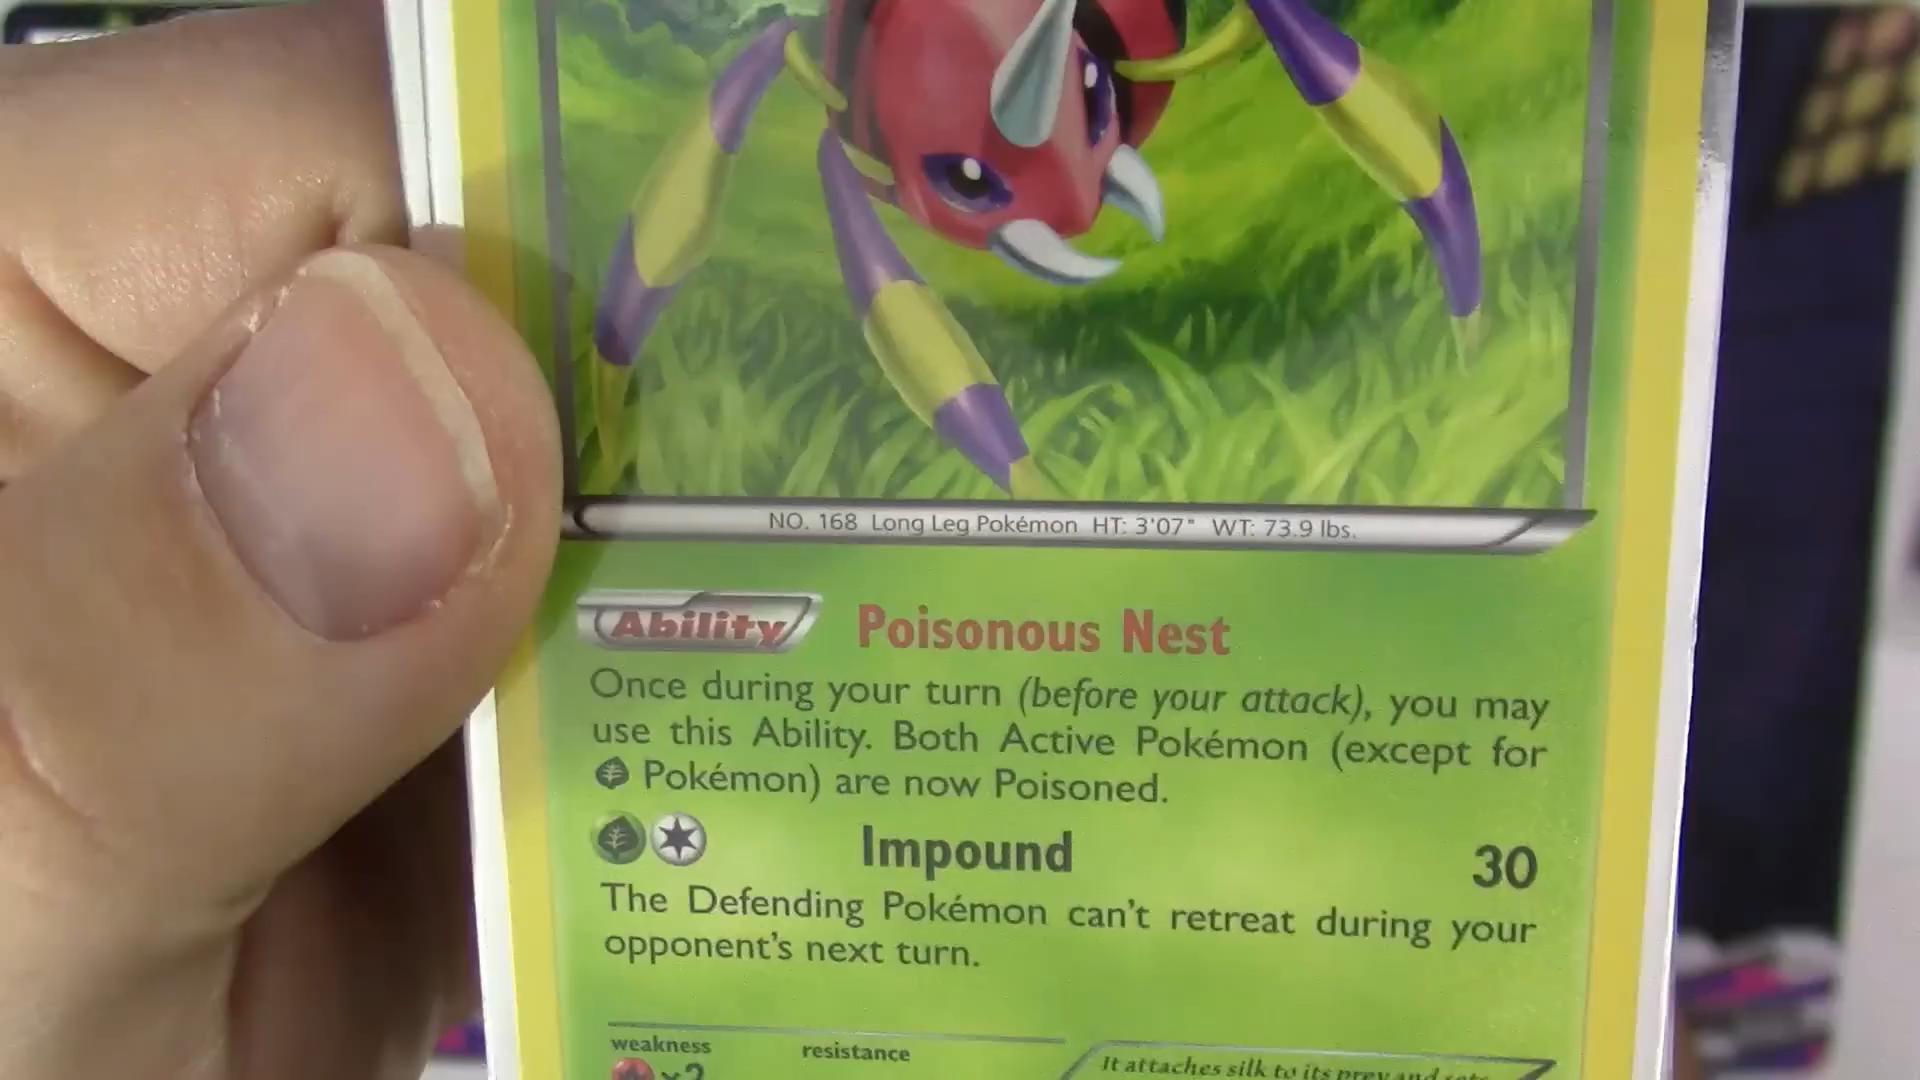 NO. 168 Long Leg Pokémon HT: 3'07" WT: 73.9 lbs.
Ability Poisonous Nest
Once during your turn (before your attack), you may
use this Ability. Both Active Pokémon (except for
Pokémon) are now Poisoned.
Impound 30
The Defending Pokémon can't retreat during your
opponent's next turn.
weakness resistance
×2
It attaches silk to its prey and sets